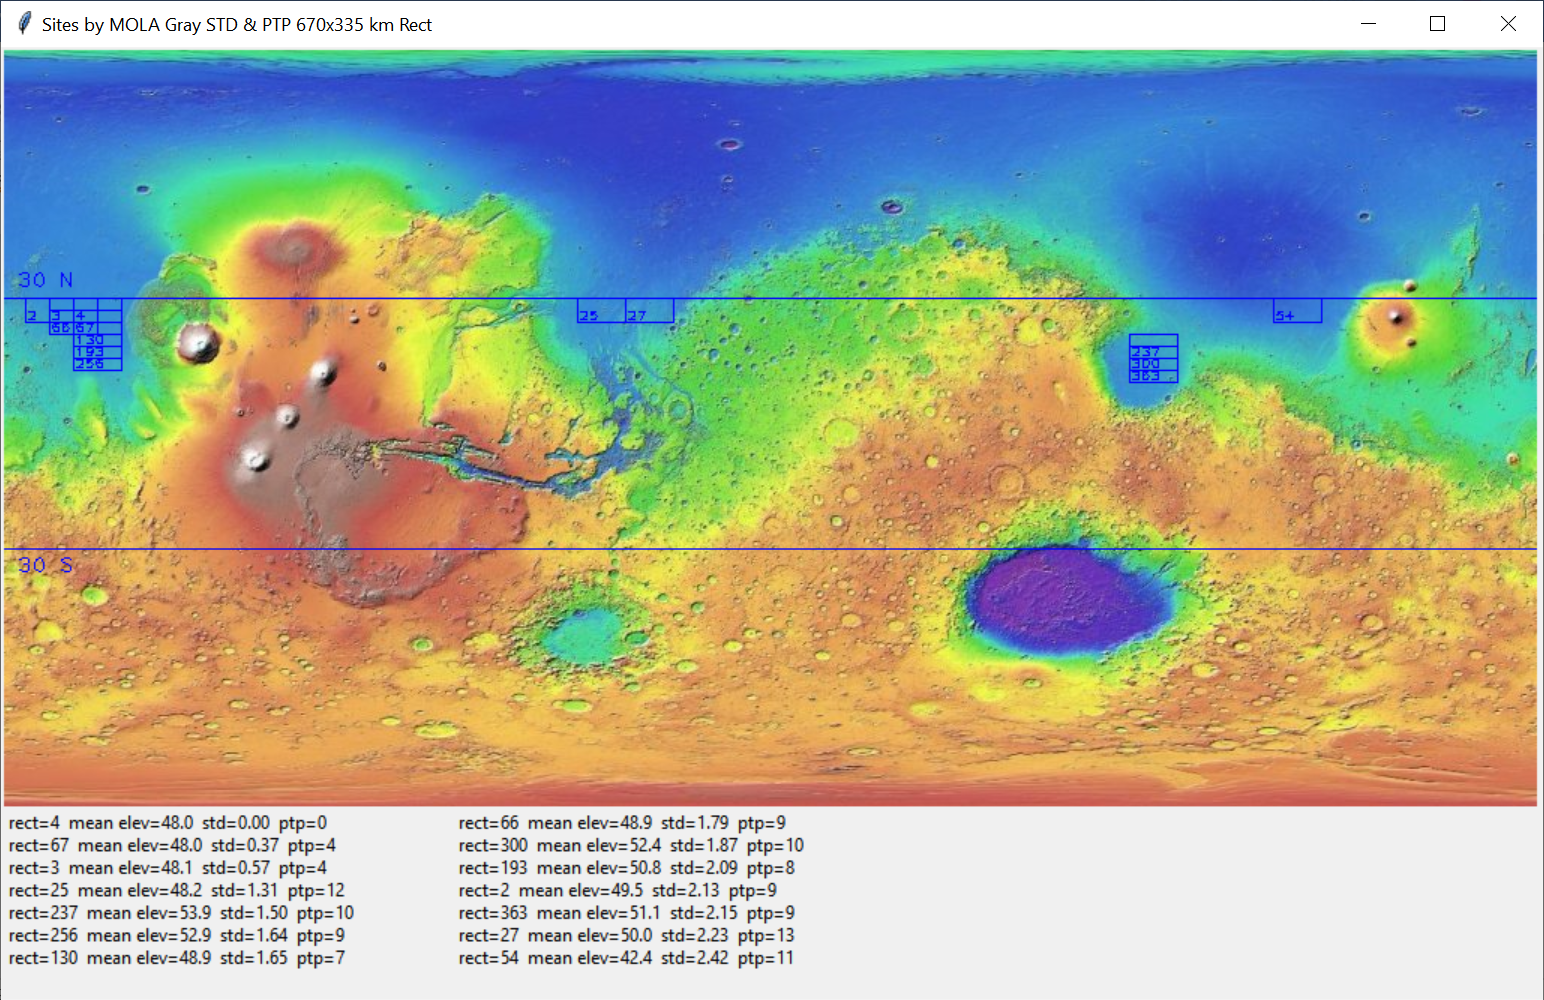 Sites by MOLA Gray STD & PTP 670x335 km Rect
30 N
2 3 4 25 27 54
66 67
130
193
256
237
300
363
30 S
rect=4 mean elev=48.0 std=0.00 ptp=0
rect=67 mean elev=48.0 std=0.37 ptp=4
rect=3 mean elev=48.1 std=0.57 ptp=4
rect=25 mean elev=48.2 std=1.31 ptp=12
rect=237 mean elev=53.9 std=1.50 ptp=10
rect=256 mean elev=52.9 std=1.64 ptp=9
rect=130 mean elev=48.9 std=1.65 ptp=7
rect=66 mean elev=48.9 std=1.79 ptp=9
rect=300 mean elev=52.4 std=1.87 ptp=10
rect=193 mean elev=50.8 std=2.09 ptp=8
rect=2 mean elev=49.5 std=2.13 ptp=9
rect=363 mean elev=51.1 std=2.15 ptp=9
rect=27 mean elev=50.0 std=2.23 ptp=13
rect=54 mean elev=42.4 std=2.42 ptp=11